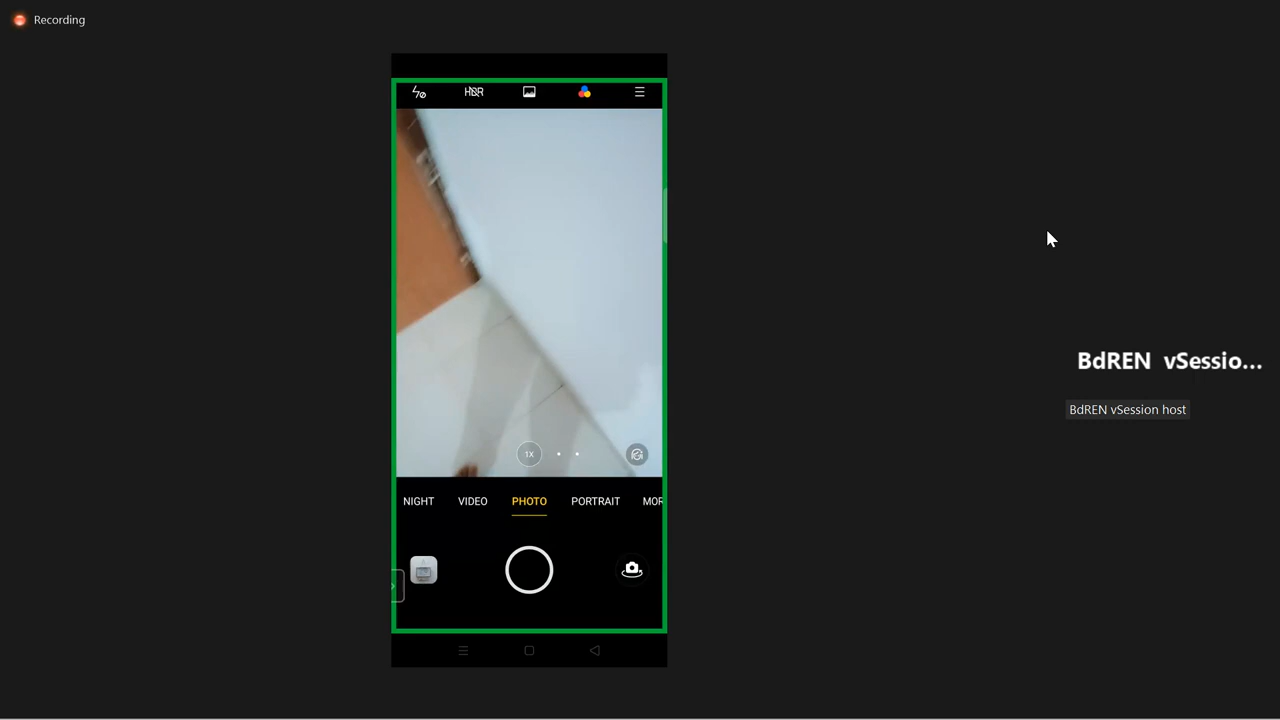 Recording
HDR
1X
NIGHT VIDEO PHOTO PORTRAIT MOR
BdREN vSessio...
BdREN vSession host